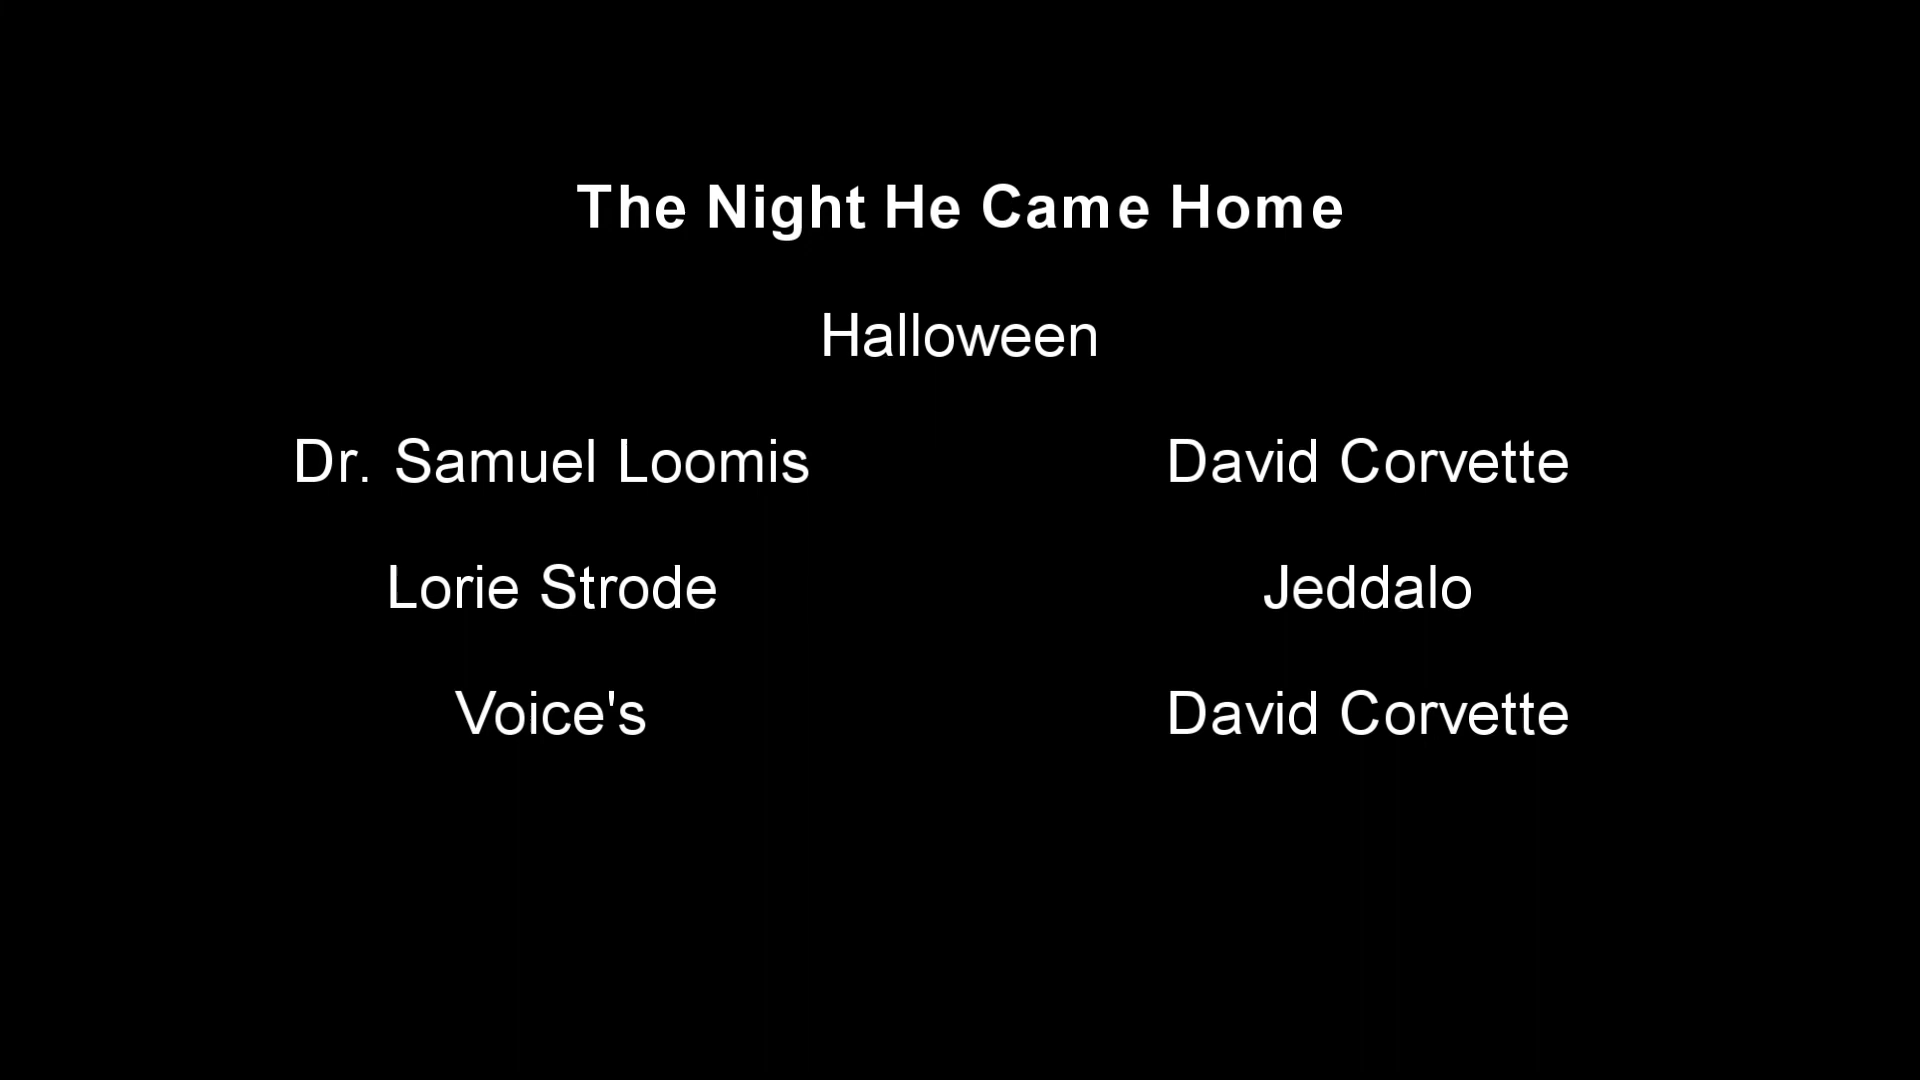 The Night He Came Home
Halloween
Dr. Samuel Loomis David Corvette
Lorie Strode Jeddalo
Voice's David Corvette